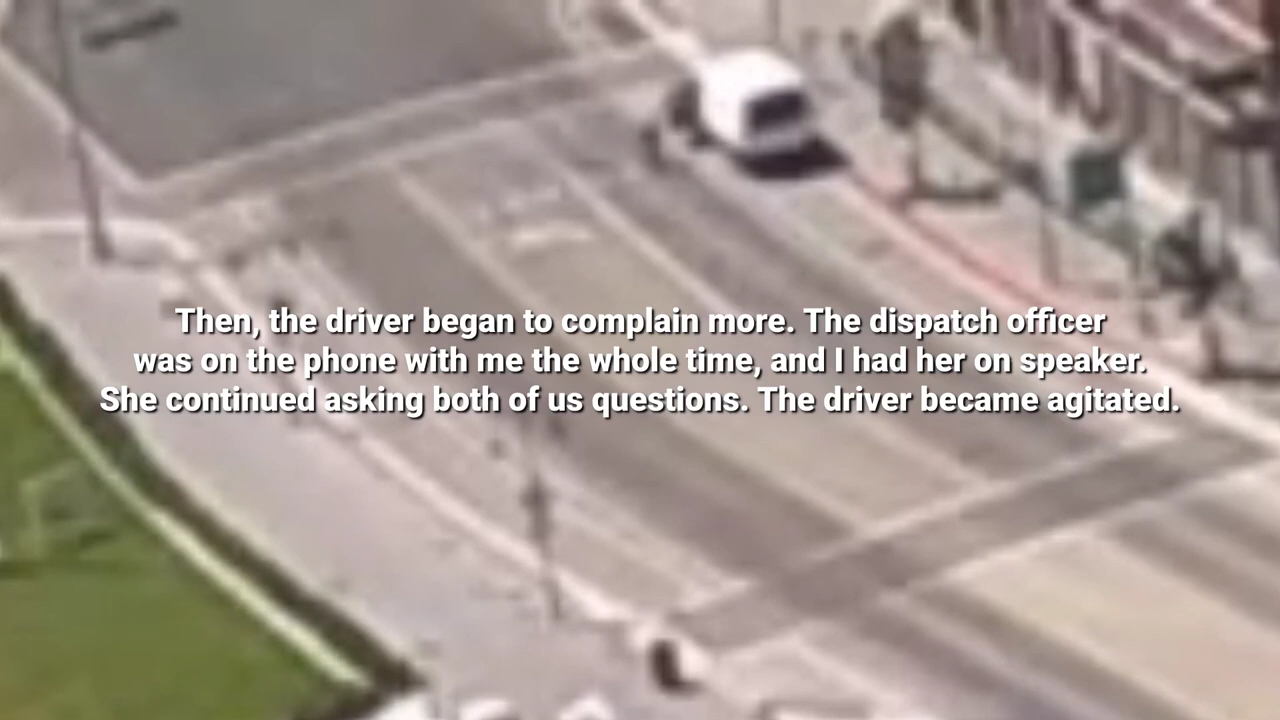 Then, the driver began to complain more. The dispatch officer
was on the phone with me the whole time, and I had her on speaker.
She continued asking both of us questions. The driver became agitated.